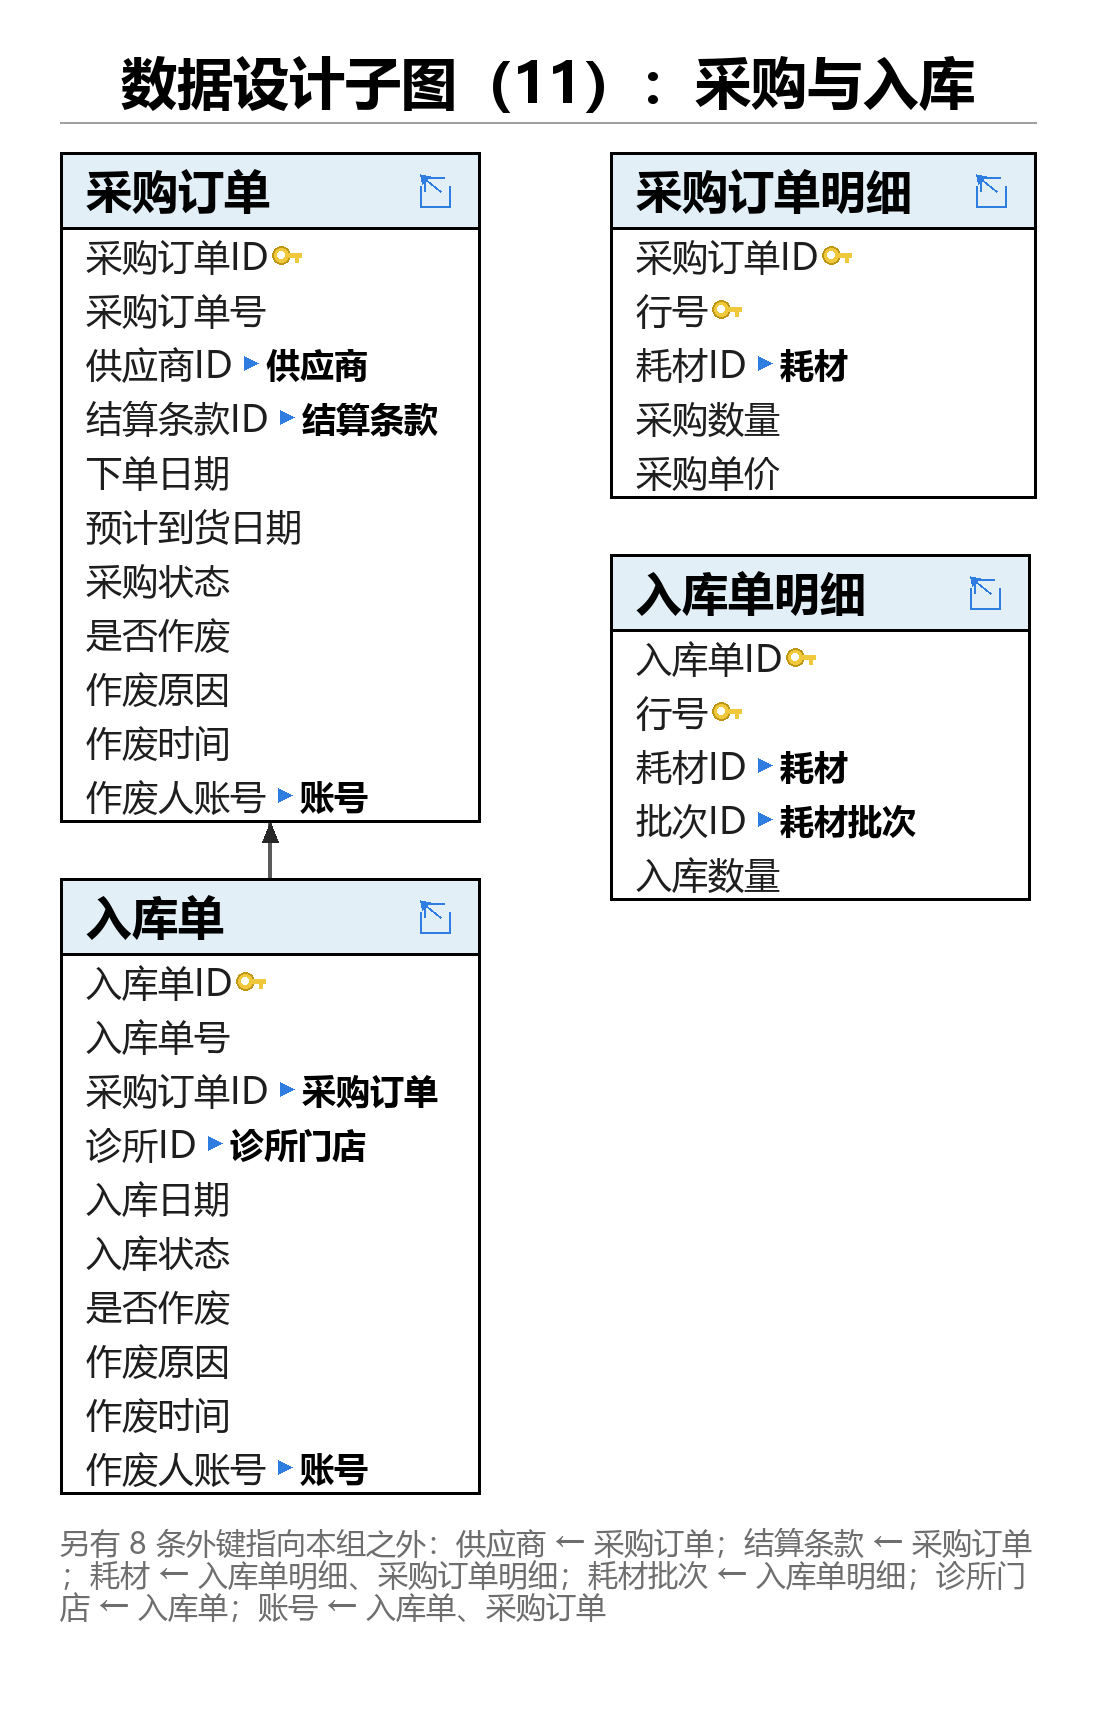 数据设计子图（11）：采购与入库
采购订单
采购订单ID
采购订单号
供应商ID 供应商
结算条款ID 结算条款
下单日期
预计到货日期
采购状态
是否作废
作废原因
作废时间
作废人账号 账号
入库单
入库单ID
入库单号
采购订单ID 采购订单
诊所ID 诊所门店
入库日期
入库状态
是否作废
作废原因
作废时间
作废人账号 账号
采购订单明细
采购订单ID
行号
耗材ID 耗材
采购数量
采购单价
入库单明细
入库单ID
行号
耗材ID 耗材
批次ID 耗材批次
入库数量
另有 8 条外键指向本组之外：供应商 ← 采购订单；结算条款 ← 采购订单
；耗材 ← 入库单明细、采购订单明细；耗材批次 ← 入库单明细；诊所门
店 ← 入库单；账号 ← 入库单、采购订单